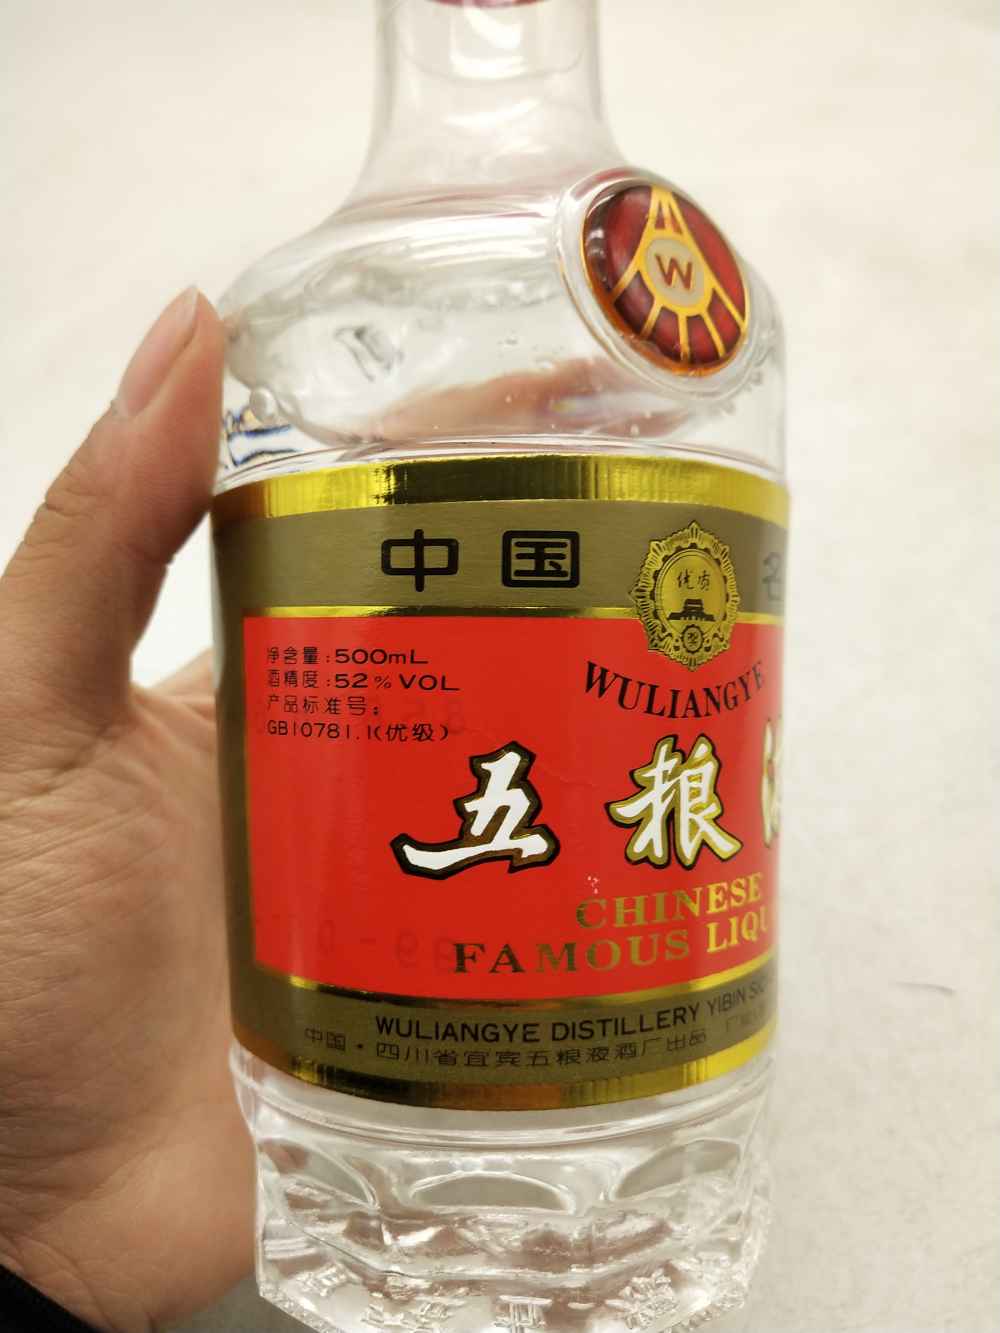 W
中国名
优质
净含量:500mL
酒精度:52%VOL
产品标准号:
GB10781.1(优级)
WULIANGYE
五粮
CHINESE
FAMOUS LIQU
WULIANGYE DISTILLERY YIBIN
中国·四川省宜宾五粮液酒厂出品